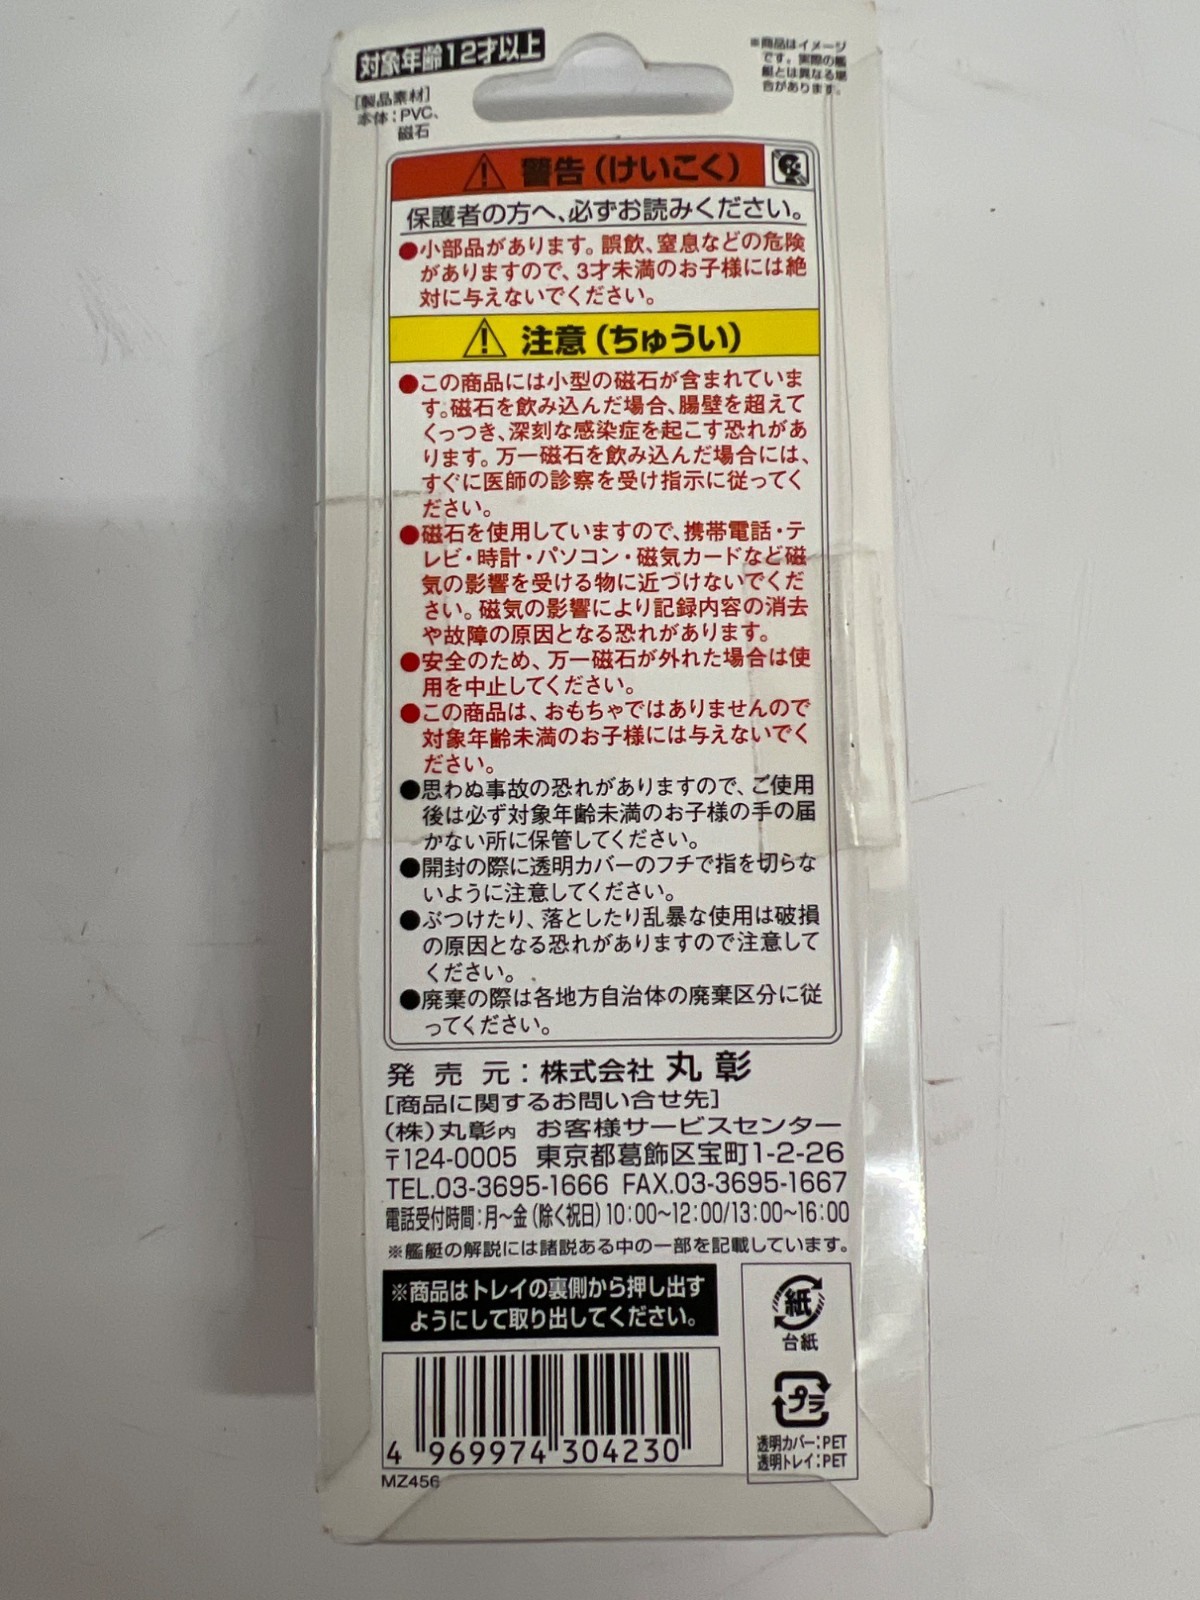 対象年齢12才以上
※商品はイメージ
です。実際の艦
艇とは異なる場
合があります。
[製品素材]
本体：PVC、
磁石
警告（けいこく）
保護者の方へ、必ずお読みください。
●小部品があります。誤飲、窒息などの危険
がありますので、3才未満のお子様には絶
対に与えないでください。
注意（ちゅうい）
●この商品には小型の磁石が含まれていま
す。磁石を飲み込んだ場合、腸壁を超えて
くっつき、深刻な感染症を起こす恐れがあ
ります。万一磁石を飲み込んだ場合には、
すぐに医師の診察を受け指示に従ってく
ださい。
●磁石を使用していますので、携帯電話・テ
レビ・時計・パソコン・磁気カードなど磁
気の影響を受ける物に近づけないでくだ
さい。磁気の影響により記録内容の消去
や故障の原因となる恐れがあります。
●安全のため、万一磁石が外れた場合は使
用を中止してください。
●この商品は、おもちゃではありませんので
対象年齢未満のお子様には与えないでく
ださい。
●思わぬ事故の恐れがありますので、ご使用
後は必ず対象年齢未満のお子様の手の届
かない所に保管してください。
●開封の際に透明カバーのフチで指を切らな
いように注意してください。
●ぶつけたり、落としたり乱暴な使用は破損
の原因となる恐れがありますので注意して
ください。
●廃棄の際は各地方自治体の廃棄区分に従
ってください。
発売元：株式会社 丸彰
[商品に関するお問い合せ先]
（株）丸彰内 お客様サービスセンター
〒124-0005 東京都葛飾区宝町1-2-26
TEL.03-3695-1666 FAX.03-3695-1667
電話受付時間：月〜金（除く祝日）10：00〜12：00/13：00〜16：00
※艦艇の解説には諸説ある中の一部を記載しています。
※商品はトレイの裏側から押し出す
ようにして取り出してください。
紙
台紙
プラ
透明カバー：PET
透明トレイ：PET
4 969974 304230
MZ456